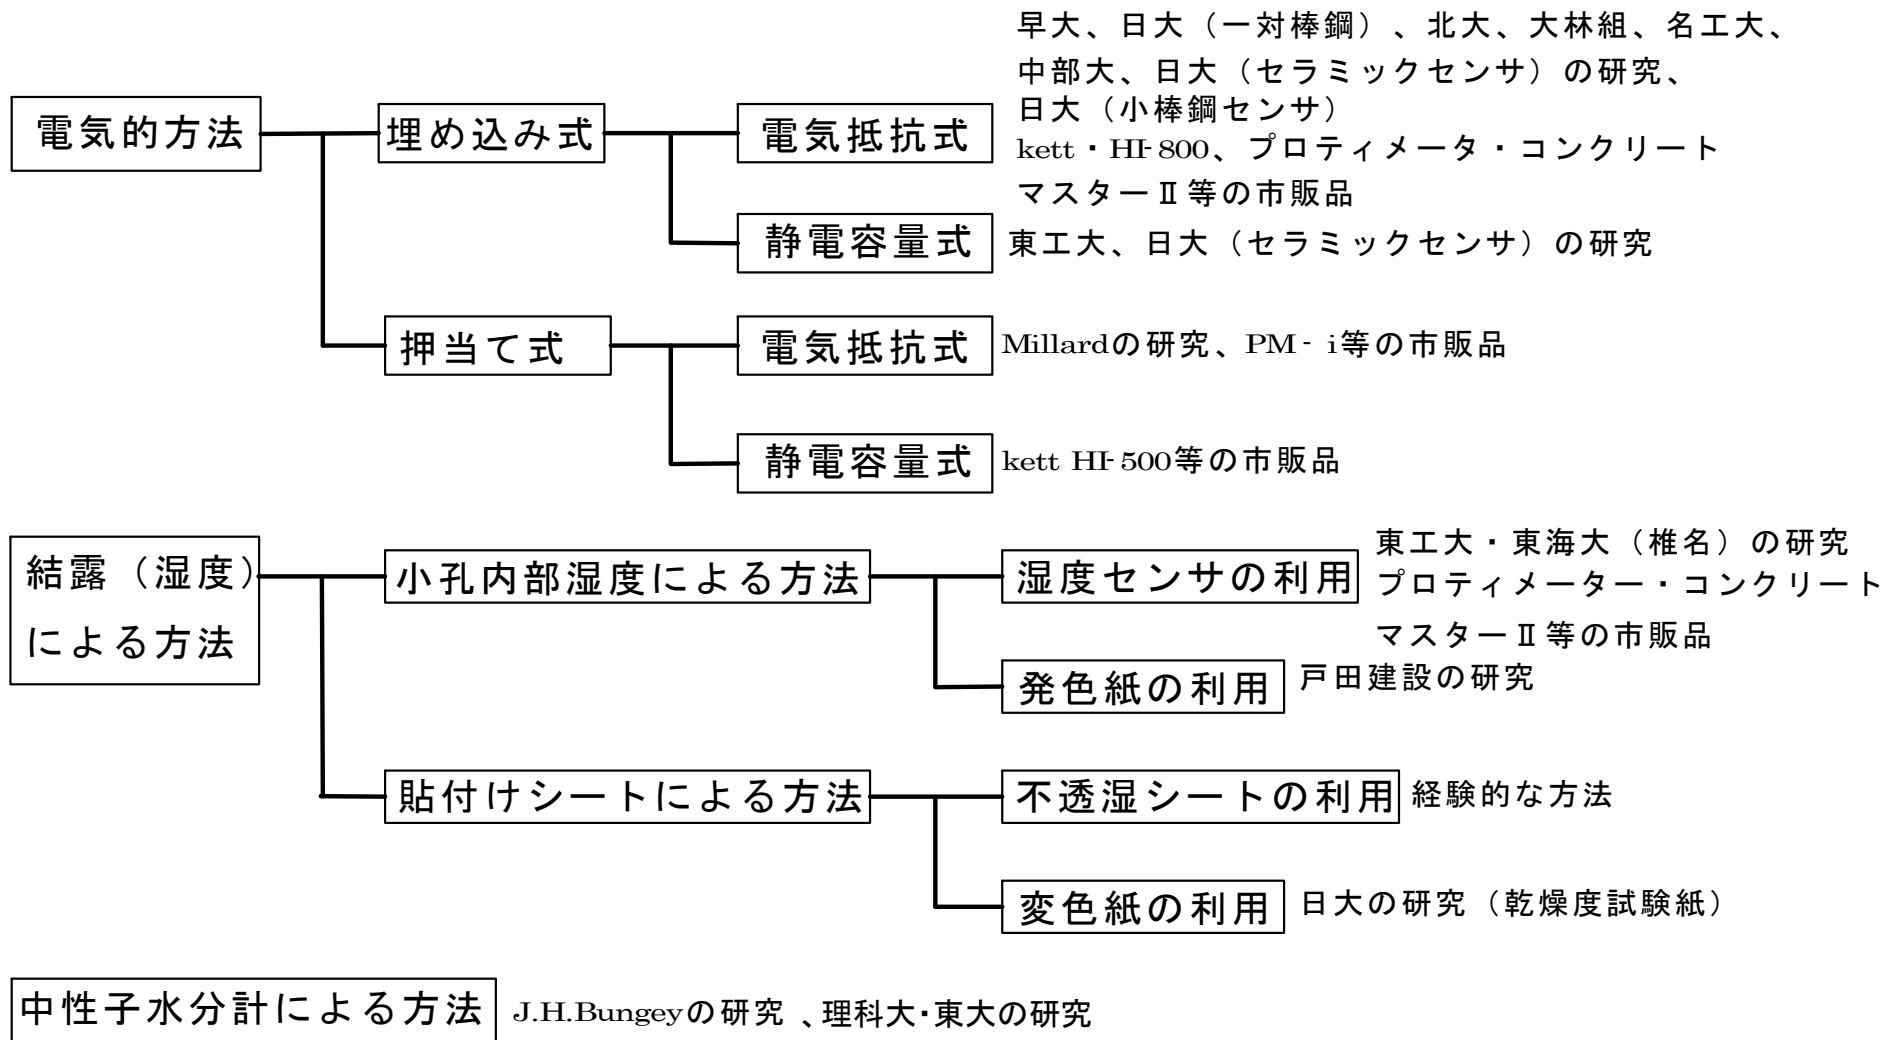 早大、日大（一対棒鋼）、北大、大林組、名工大、
中部大、日大（セラミックセンサ）の研究、
日大（小棒鋼センサ）
電気的方法
埋め込み式
電気抵抗式
kett・HI-800、プロティメータ・コンクリート
マスターⅡ等の市販品
静電容量式
東工大、日大（セラミックセンサ）の研究
押当て式
電気抵抗式
Millardの研究、PM-i等の市販品
静電容量式
kett HI-500等の市販品
結露（湿度）
による方法
小孔内部湿度による方法
湿度センサの利用
東工大・東海大（椎名）の研究
プロティメーター・コンクリート
マスターⅡ等の市販品
発色紙の利用
戸田建設の研究
貼付けシートによる方法
不透湿シートの利用
経験的な方法
変色紙の利用
日大の研究（乾燥度試験紙）
中性子水分計による方法
J.H.Bungeyの研究 、理科大・東大の研究